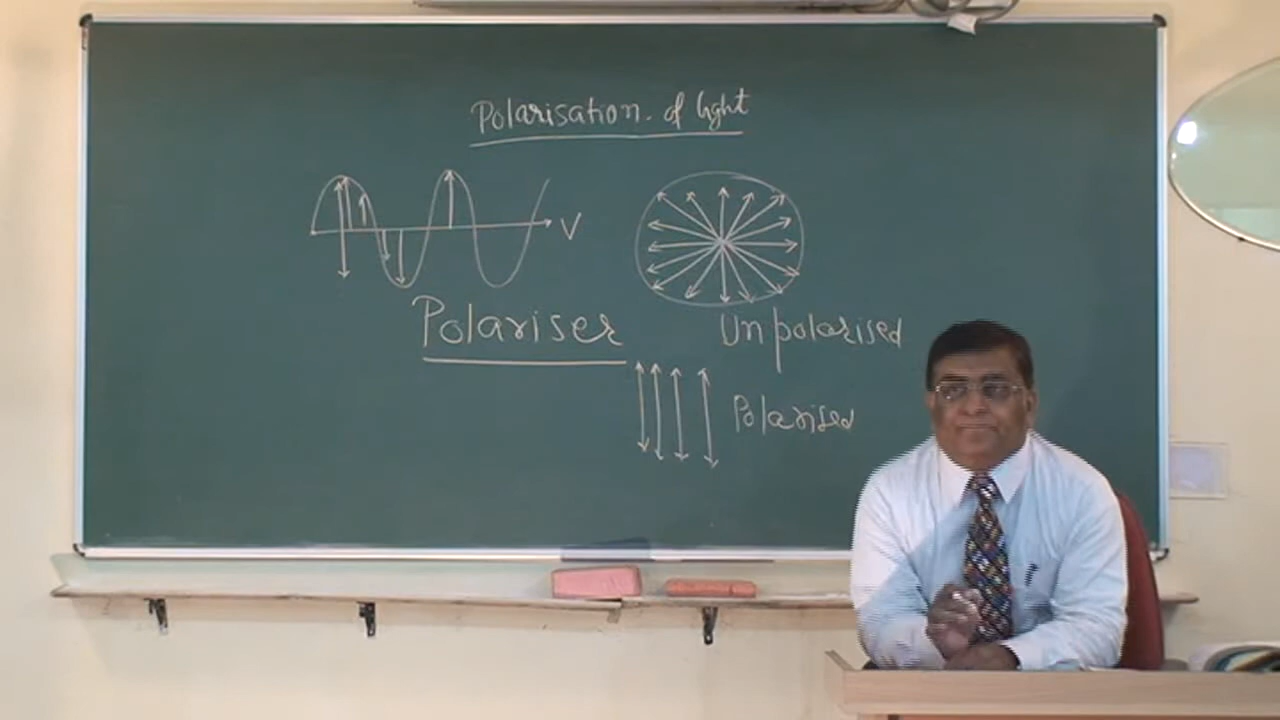 Polarisation of light
V
Polariser
Unpolarised
Polarised